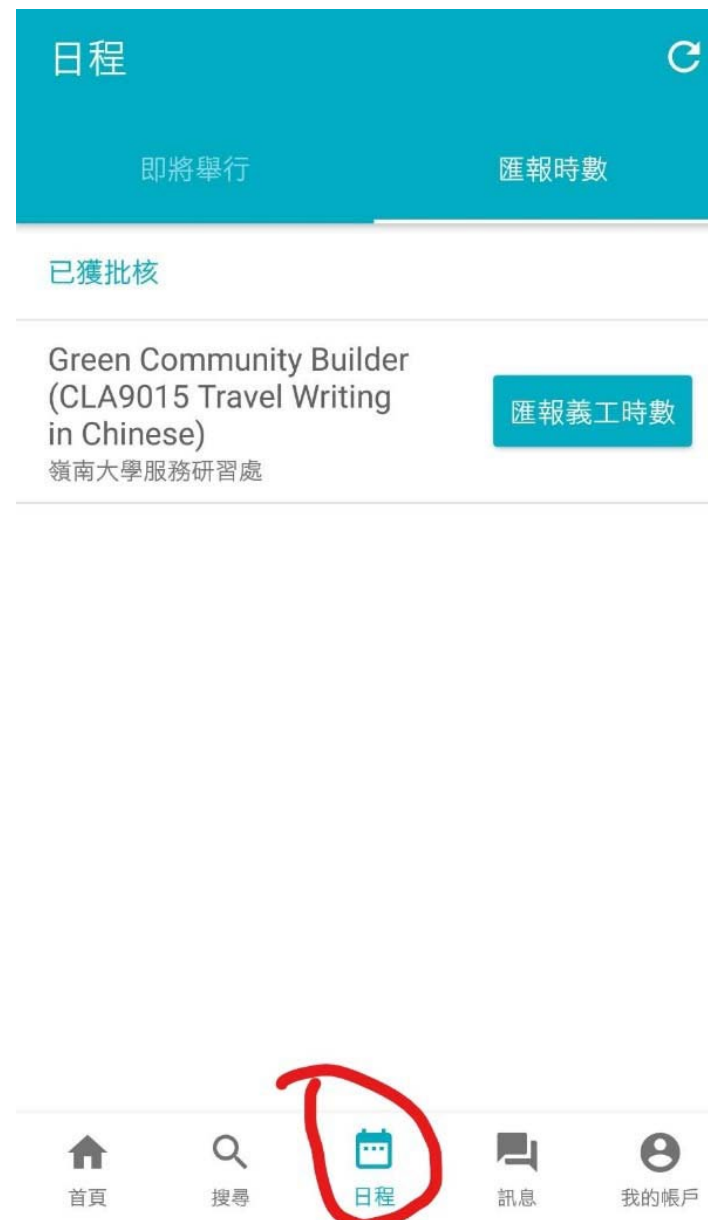 日程
即將舉行
匯報時數
已獲批核
Green Community Builder
(CLA9015 Travel Writing
in Chinese)
嶺南大學服務研習處
匯報義工時數
首頁
搜尋
日程
訊息
我的帳戶